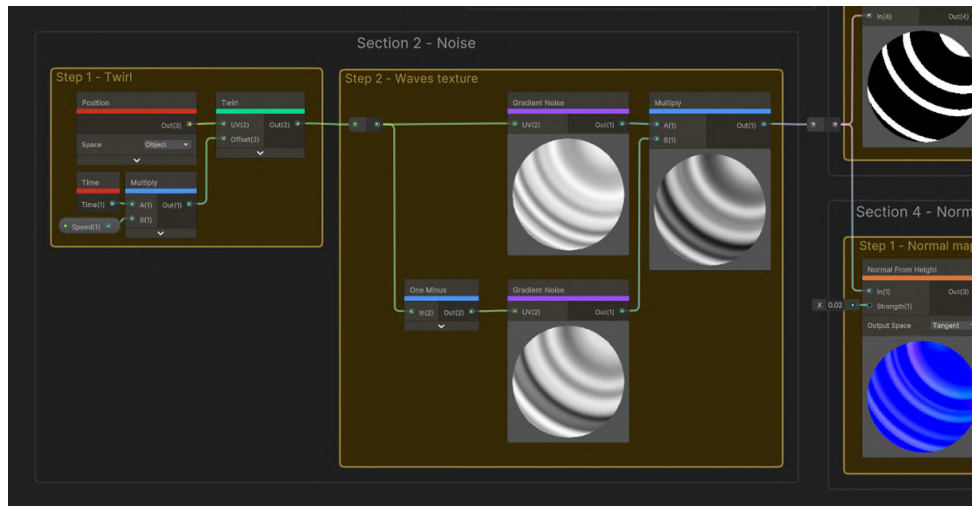 Section 2 - Noise
Step 1 - Twirl
Position
Out(3)
Space
Object
Time
Time(1)
Speed(1)
Multiply
A(1)
Out(1)
B(1)
Twirl
UV(2)
Out(2)
Offset(2)
Step 2 - Waves texture
Gradient Noise
UV(2)
Out(1)
Multiply
A(1)
Out(1)
B(1)
One Minus
In(2)
Out(2)
Gradient Noise
UV(2)
Out(1)
In(4)
Out(4)
Section 4 - Norm
Step 1 - Normal map
Normal From Height
In(1)
Out(3)
Strength(1)
X 0.02
Output Space
Tangent